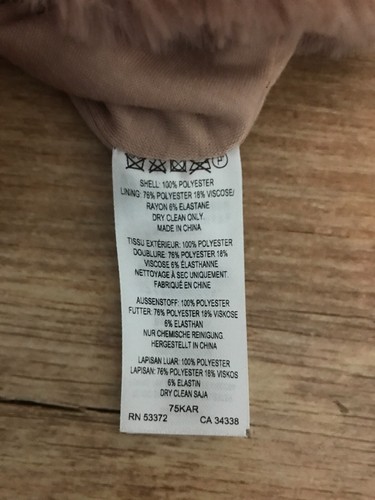 SHELL: 100% POLYESTER
LINING: 76% POLYESTER 18% VISCOSE/
RAYON 6% ELASTANE
DRY CLEAN ONLY.
MADE IN CHINA
TISSU EXTÉRIEUR: 100% POLYESTER
DOUBLURE: 76% POLYESTER 18%
VISCOSE 6% ÉLASTHANNE
NETTOYAGE À SEC UNIQUEMENT.
FABRIQUÉ EN CHINE
AUSSENSTOFF: 100% POLYESTER
FUTTER: 76% POLYESTER 18% VISKOSE
6% ELASTHAN
NUR CHEMISCHE REINIGUNG.
HERGESTELLT IN CHINA
LAPISAN LUAR: 100% POLYESTER
LAPISAN: 76% POLYESTER 18% VISKOS
6% ELASTIN
DRY CLEAN SAJA
75KAR
RN 53372 CA 34338